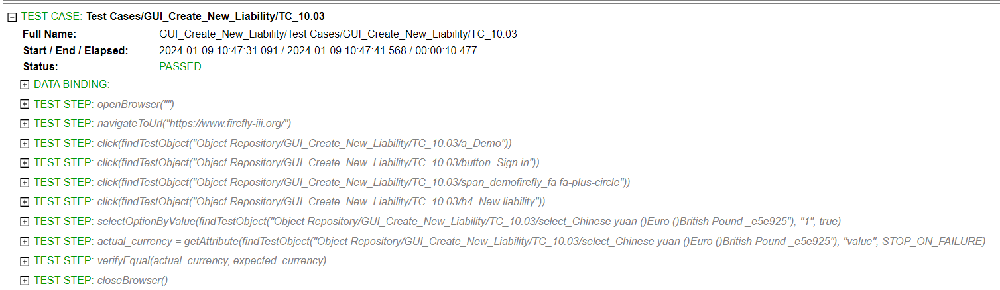 TEST CASE: Test Cases/GUI_Create_New_Liability/TC_10.03
Full Name: GUI_Create_New_Liability/Test Cases/GUI_Create_New_Liability/TC_10.03
Start / End / Elapsed: 2024-01-09 10:47:31.091 / 2024-01-09 10:47:41.568 / 00:00:10.477
Status: PASSED
DATA BINDING:
TEST STEP: openBrowser("")
TEST STEP: navigateToUrl("https://www.firefly-iii.org/")
TEST STEP: click(findTestObject("Object Repository/GUI_Create_New_Liability/TC_10.03/a_Demo"))
TEST STEP: click(findTestObject("Object Repository/GUI_Create_New_Liability/TC_10.03/button_Sign in"))
TEST STEP: click(findTestObject("Object Repository/GUI_Create_New_Liability/TC_10.03/span_demofirefly_fa fa-plus-circle"))
TEST STEP: click(findTestObject("Object Repository/GUI_Create_New_Liability/TC_10.03/h4_New liability"))
TEST STEP: selectOptionByValue(findTestObject("Object Repository/GUI_Create_New_Liability/TC_10.03/select_Chinese yuan ()Euro ()British Pound _e5e925"), "1", true)
TEST STEP: actual_currency = getAttribute(findTestObject("Object Repository/GUI_Create_New_Liability/TC_10.03/select_Chinese yuan ()Euro ()British Pound _e5e925"), "value", STOP_ON_FAILURE)
TEST STEP: verifyEqual(actual_currency, expected_currency)
TEST STEP: closeBrowser()